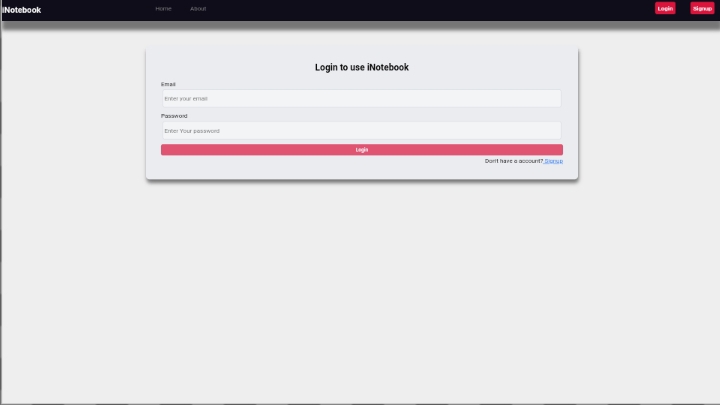 iNotebook
Home About
Login Signup
Login to use iNotebook
Email
Enter your email
Password
Enter Your password
Login
Don't have a account? Signup